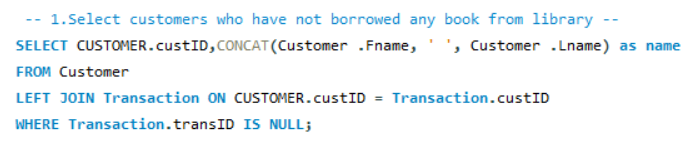 -- 1.Select customers who have not borrowed any book from library --
SELECT CUSTOMER.custID,CONCAT(Customer .Fname, ' ', Customer .Lname) as name
FROM Customer
LEFT JOIN Transaction ON CUSTOMER.custID = Transaction.custID
WHERE Transaction.transID IS NULL;